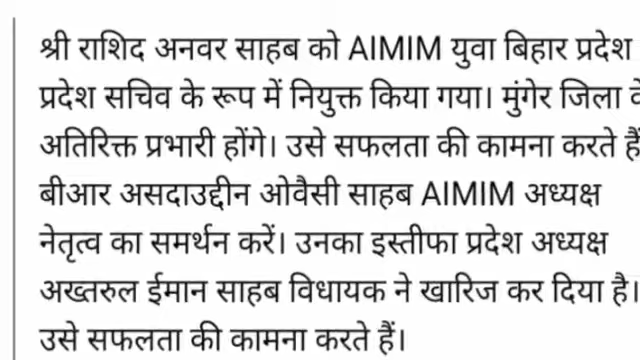 श्री राशिद अनवर साहब को AIMIM युवा बिहार प्रदेश
प्रदेश सचिव के रूप में नियुक्त किया गया। मुंगेर जिला
अतिरिक्त प्रभारी होंगे। उसे सफलता की कामना करते हैं
बीआर असदाउद्दीन ओवैसी साहब AIMIM अध्यक्ष
नेतृत्व का समर्थन करें। उनका इस्तीफा प्रदेश अध्यक्ष
अख्तरुल ईमान साहब विधायक ने खारिज कर दिया है।
उसे सफलता की कामना करते हैं।